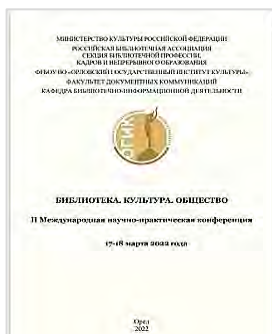 МИНИСТЕРСТВО КУЛЬТУРЫ РОССИЙСКОЙ ФЕДЕРАЦИИ
РОССИЙСКАЯ БИБЛИОТЕЧНАЯ АССОЦИАЦИЯ
СЕКЦИЯ БИБЛИОТЕЧНОЙ ПРОФЕССИИ,
КАДРОВ И НЕПРЕРЫВНОГО ОБРАЗОВАНИЯ
ФГБОУ ВО «ОРЛОВСКИЙ ГОСУДАРСТВЕННЫЙ ИНСТИТУТ КУЛЬТУРЫ»
ФАКУЛЬТЕТ ДОКУМЕНТНЫХ КОММУНИКАЦИЙ
КАФЕДРА БИБЛИОТЕЧНО-ИНФОРМАЦИОННОЙ ДЕЯТЕЛЬНОСТИ
ОГИК
БИБЛИОТЕКА. КУЛЬТУРА. ОБЩЕСТВО
II Международная научно-практическая конференция
17-18 марта 2022 года
Орел
2022